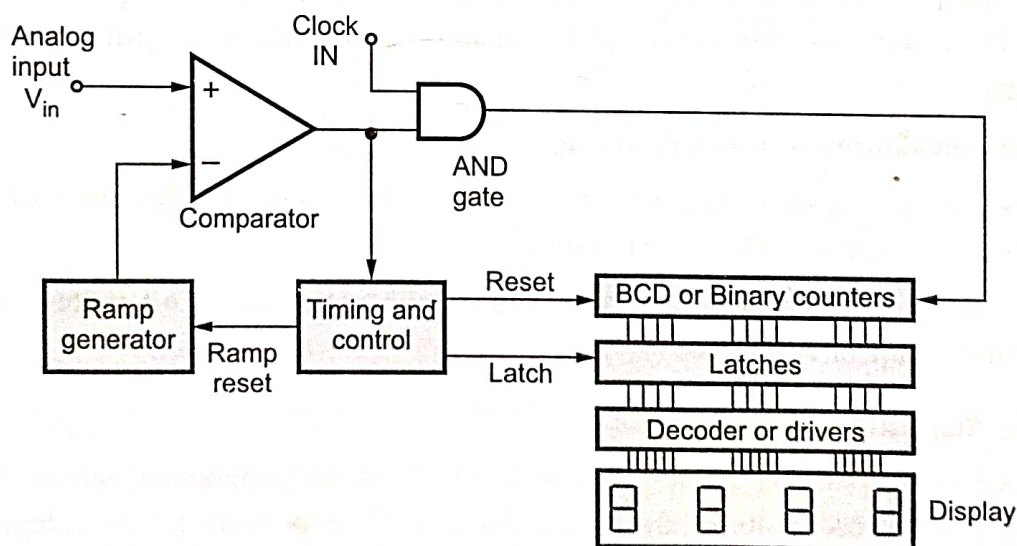 Analog
input
V_in
Clock
IN
+
−
AND
gate
Comparator
Ramp
generator
Ramp
reset
Timing and
control
Reset
Latch
BCD or Binary counters
Latches
Decoder or drivers
Display